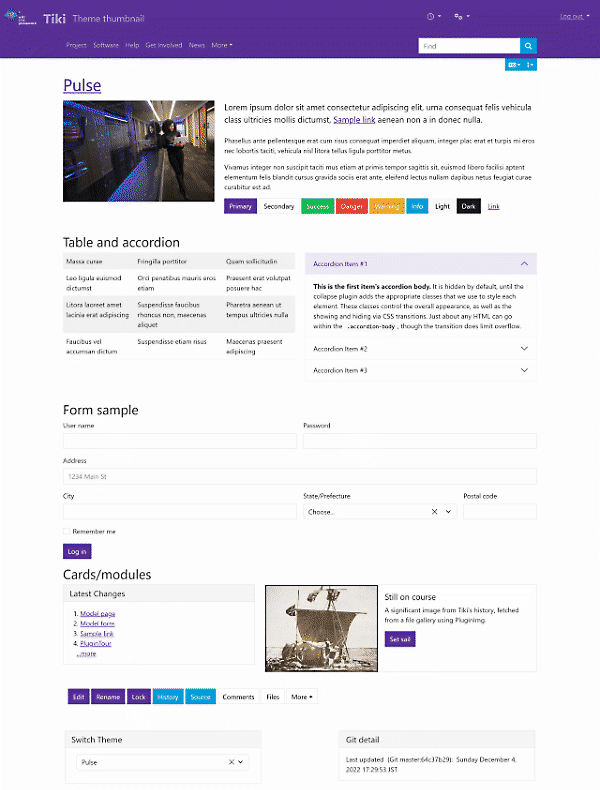 Tiki Theme thumbnail
Log out
Project Software Help Get Involved News More
Find
Pulse
Lorem ipsum dolor sit amet consectetur adipiscing elit, urna consequat felis vehicula
class ultricies mollis dictumst, Sample link aenean non a in donec nulla.
Phasellus ante pellentesque erat cum risus consequat imperdiet aliquam, integer plac erat et turpis mi eros
nec lobortis taciti, vehicula nisl litora tellus ligula porttitor metus.
Vivamus integer non suscipit taciti mus etiam at primis tempor sagittis sit, euismod libero facilisi aptent
elementum felis blandit cursus gravida sociis erat ante, eleifend lectus nullam dapibus netus feugiat curae
curabitur est ad.
Primary Secondary Success Danger Warning Info Light Dark Link
Table and accordion
Massa curae Fringilla porttitor Quam sollicitudin
Leo ligula euismod
dictumst
Orci penatibus mauris eros
etiam
Praesent erat volutpat
posuere hac
Litora laoreet amet
lacinia erat adipiscing
Suspendisse faucibus
rhoncus non, maecenas
aliquet
Pharetra aenean ut
tempus ultricies nulla
Faucibus vel
accumsan dictum
Suspendisse etiam risus
Maecenas praesent
adipiscing
Accordion Item #1
This is the first item's accordion body. It is hidden by default, until the
collapse plugin adds the appropriate classes that we use to style each
element. These classes control the overall appearance, as well as the
showing and hiding via CSS transitions. Just about any HTML can go
within the .accordion-body, though the transition does limit overflow.
Accordion Item #2
Accordion Item #3
Form sample
User name Password
Address
1234 Main St
City State/Prefecture Postal code
Choose...
Remember me
Log in
Cards/modules
Latest Changes
1. Model page
2. Model form
3. Sample link
4. PluginTour
...more
Still on course
A significant image from Tiki's history, fetched
from a file gallery using PluginImg.
Set sail
Edit Rename Lock History Source Comments Files More
Switch Theme
Pulse
Git detail
Last updated (Git master:64c37b29): Sunday December 4,
2022 17:29:53 JST